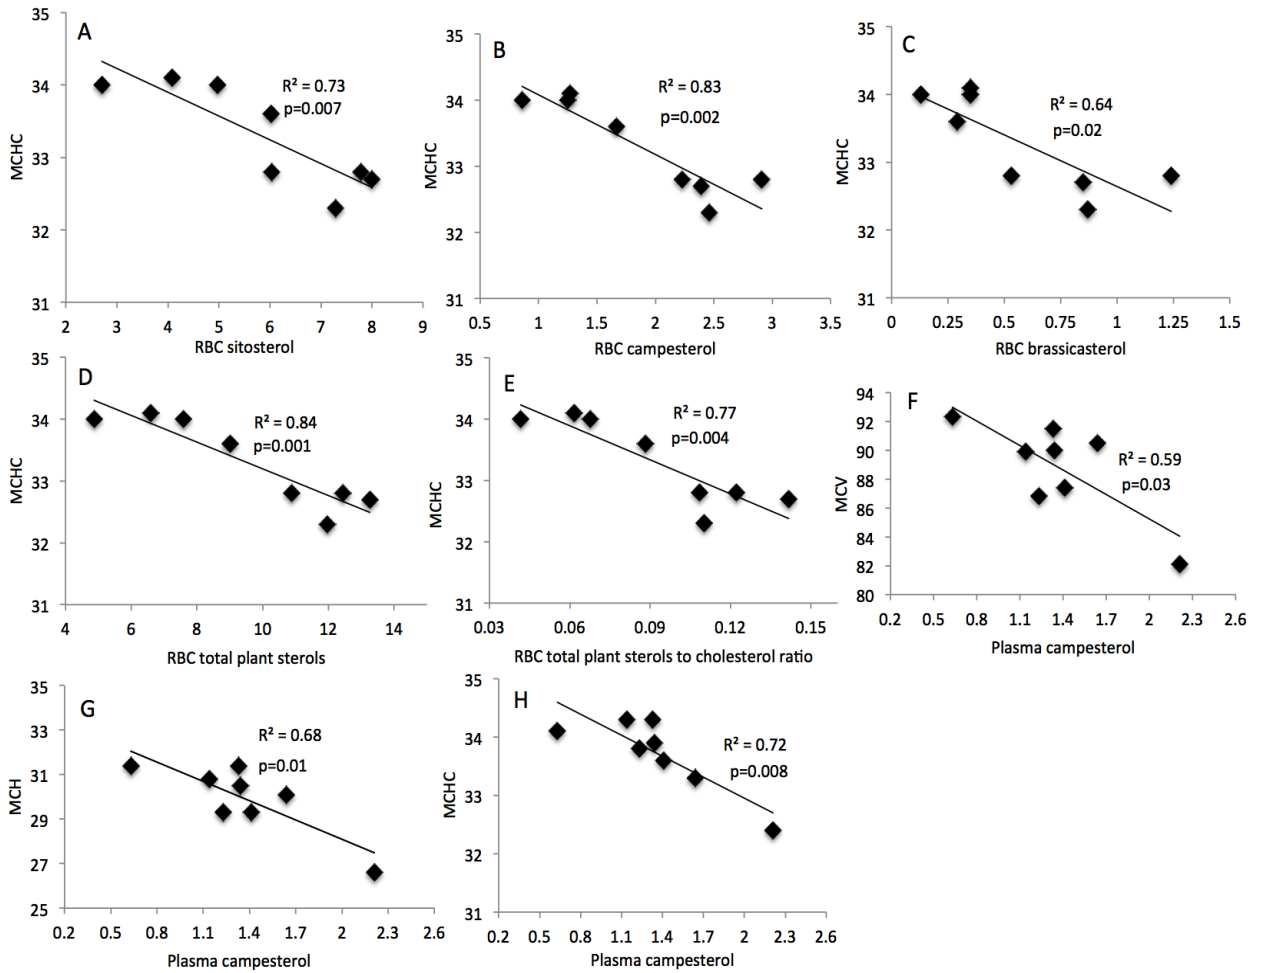 A
R² = 0.73
p=0.007
MCHC
35
34
33
32
31
2 3 4 5 6 7 8 9
RBC sitosterol
B
R² = 0.83
p=0.002
MCHC
35
34
33
32
31
0.5 1 1.5 2 2.5 3 3.5
RBC campesterol
C
R² = 0.64
p=0.02
MCHC
35
34
33
32
31
0 0.25 0.5 0.75 1 1.25 1.5
RBC brassicasterol
D
R² = 0.84
p=0.001
MCHC
35
34
33
32
31
4 6 8 10 12 14
RBC total plant sterols
E
R² = 0.77
p=0.004
MCHC
35
34
33
32
31
0.03 0.06 0.09 0.12 0.15
RBC total plant sterols to cholesterol ratio
F
R² = 0.59
p=0.03
MCV
94
92
90
88
86
84
82
80
0.2 0.5 0.8 1.1 1.4 1.7 2 2.3 2.6
Plasma campesterol
G
R² = 0.68
p=0.01
MCH
35
33
31
29
27
25
0.2 0.5 0.8 1.1 1.4 1.7 2 2.3 2.6
Plasma campesterol
H
R² = 0.72
p=0.008
MCHC
35
34
33
32
31
0.2 0.5 0.8 1.1 1.4 1.7 2 2.3 2.6
Plasma campesterol